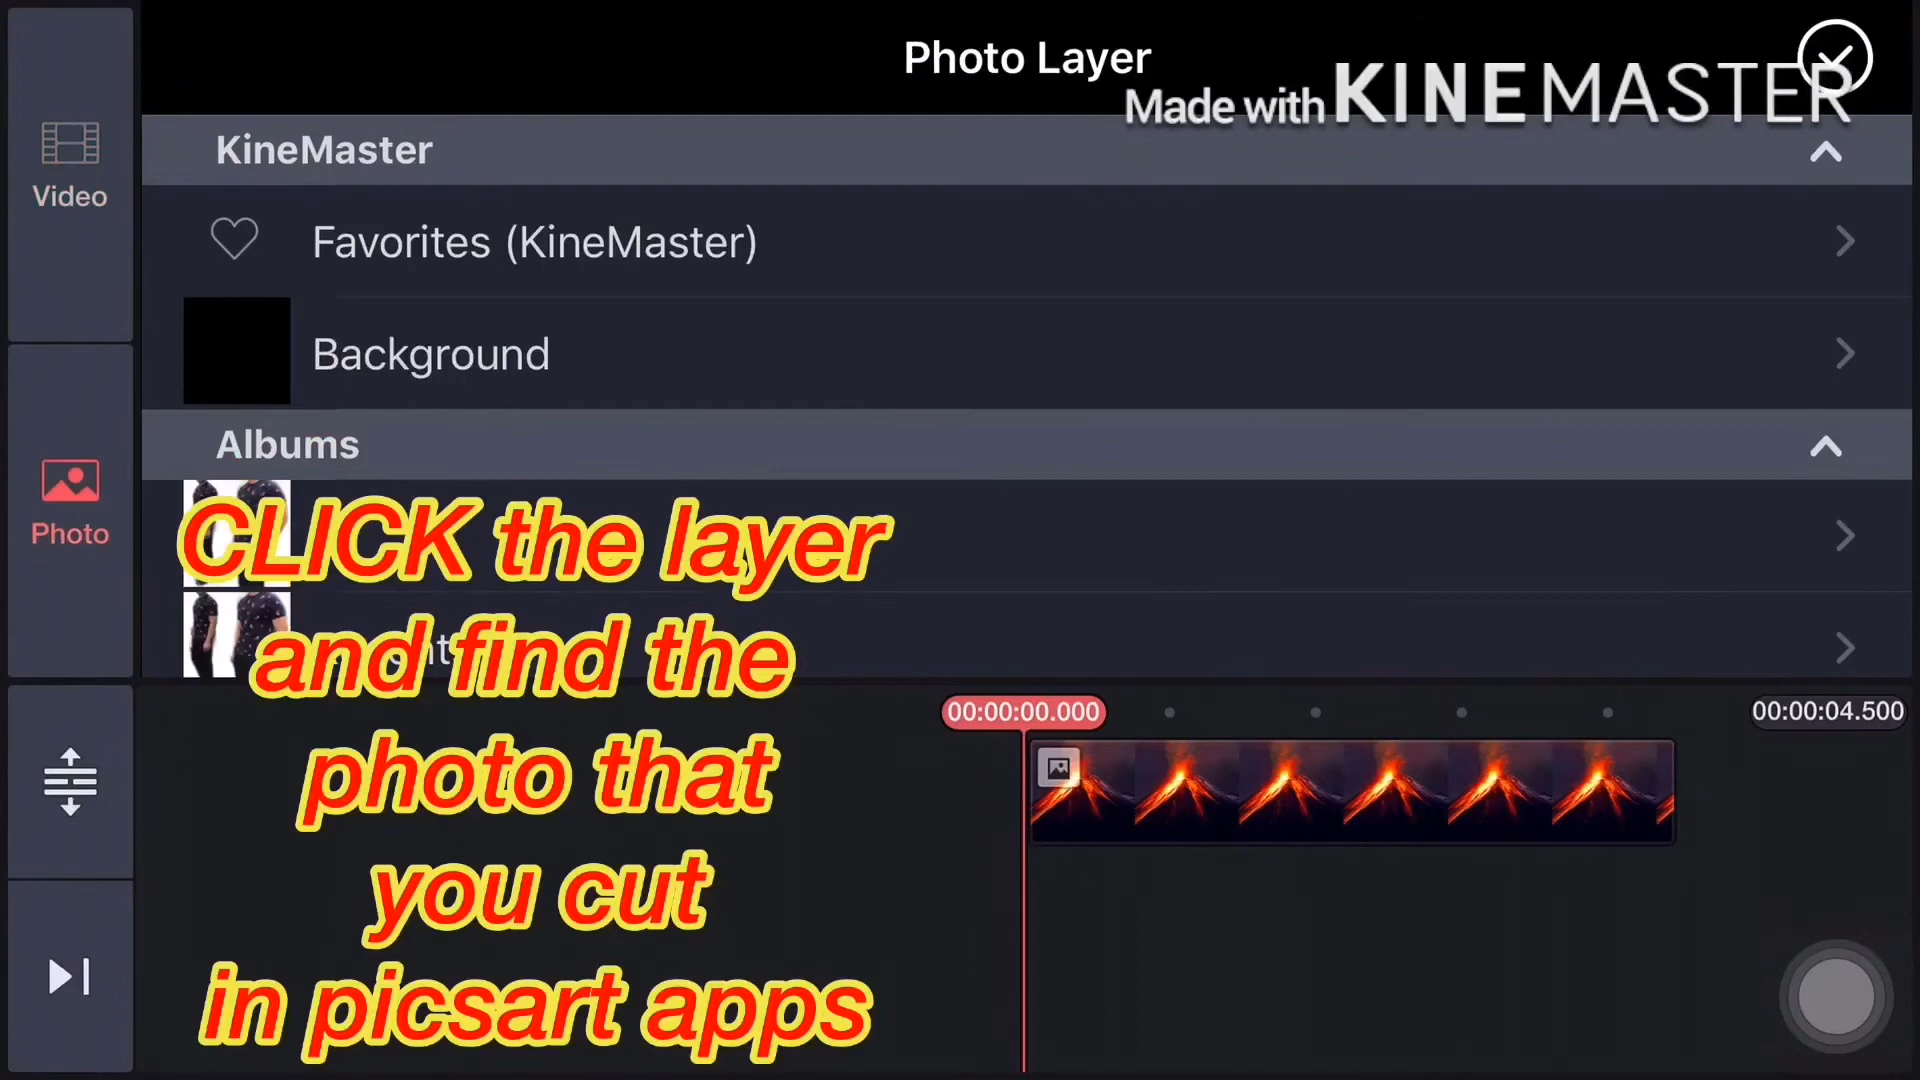 Photo Layer
Made with KINEMASTER
KineMaster
Video
Favorites (KineMaster)
Background
Albums
Photo
CLICK the layer
and find the
photo that
you cut
in picsart apps
00:00:00.000
00:00:04.500